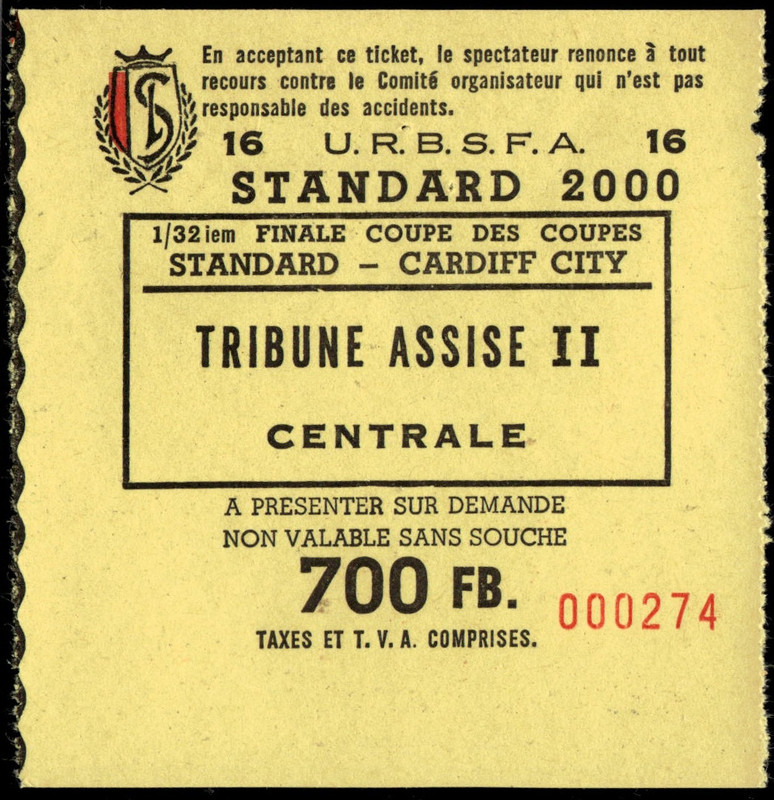 En acceptant ce ticket, le spectateur renonce à tout
recours contre le Comité organisateur qui n'est pas
responsable des accidents.
16 U. R. B. S. F. A. 16
STANDARD 2000
1/32 iem FINALE COUPE DES COUPES
STANDARD – CARDIFF CITY
TRIBUNE ASSISE II
CENTRALE
A PRESENTER SUR DEMANDE
NON VALABLE SANS SOUCHE
700 FB.
000274
TAXES ET T. V. A. COMPRISES.